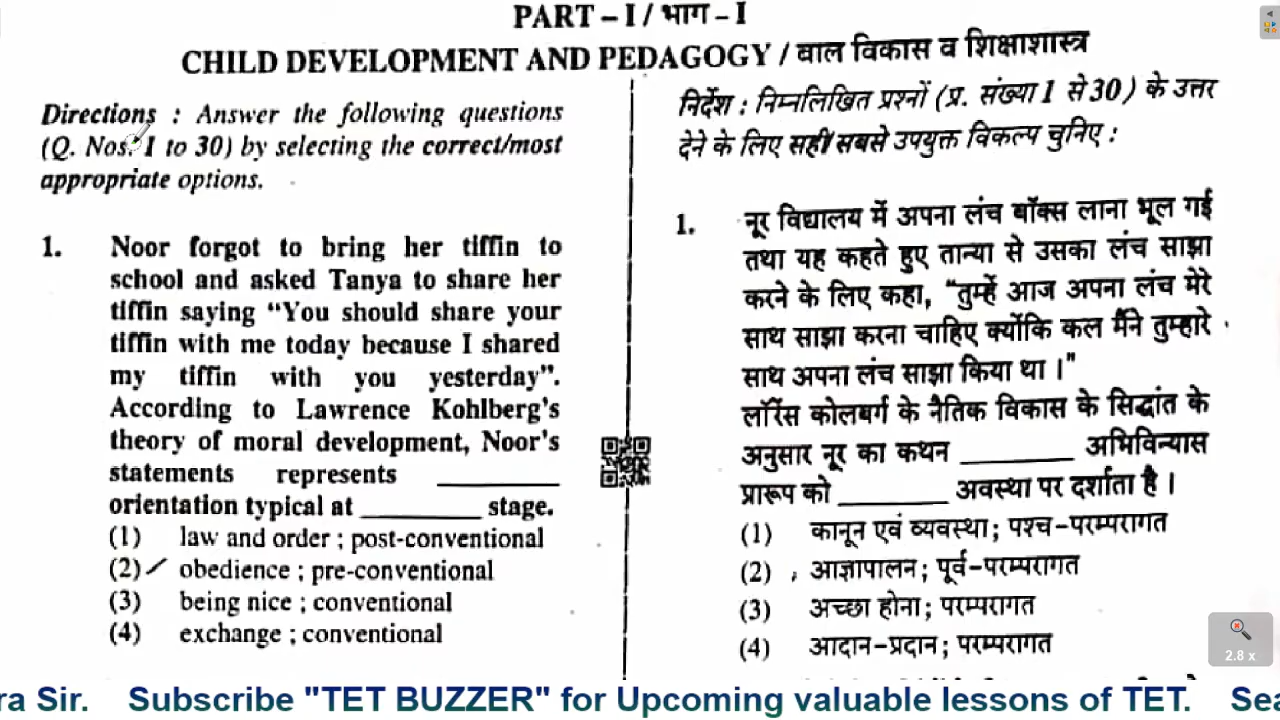 PART – I / भाग – I
CHILD DEVELOPMENT AND PEDAGOGY / बाल विकास व शिक्षाशास्त्र
Directions : Answer the following questions
(Q. Nos. 1 to 30) by selecting the correct/most
appropriate options.
1. Noor forgot to bring her tiffin to
school and asked Tanya to share her
tiffin saying “You should share your
tiffin with me today because I shared
my tiffin with you yesterday”.
According to Lawrence Kohlberg’s
theory of moral development, Noor’s
statements represents ________
orientation typical at ________ stage.
(1) law and order ; post-conventional
(2) obedience ; pre-conventional
(3) being nice ; conventional
(4) exchange ; conventional
निर्देश : निम्नलिखित प्रश्नों (प्र. संख्या 1 से 30) के उत्तर
देने के लिए सही/सबसे उपयुक्त विकल्प चुनिए :
1. नूर विद्यालय में अपना लंच बॉक्स लाना भूल गई
तथा यह कहते हुए तान्या से उसका लंच साझा
करने के लिए कहा, “तुम्हें आज अपना लंच मेरे
साथ साझा करना चाहिए क्योंकि कल मैंने तुम्हारे
साथ अपना लंच साझा किया था ।”
लॉरेंस कोलबर्ग के नैतिक विकास के सिद्धांत के
अनुसार नूर का कथन ________ अभिविन्यास
प्रारूप को ________ अवस्था पर दर्शाता है ।
(1) कानून एवं व्यवस्था ; पश्च-परम्परागत
(2) आज्ञापालन ; पूर्व-परम्परागत
(3) अच्छा होना ; परम्परागत
(4) आदान-प्रदान ; परम्परागत
2.8 x
ra Sir. Subscribe "TET BUZZER" for Upcoming valuable lessons of TET. Sea